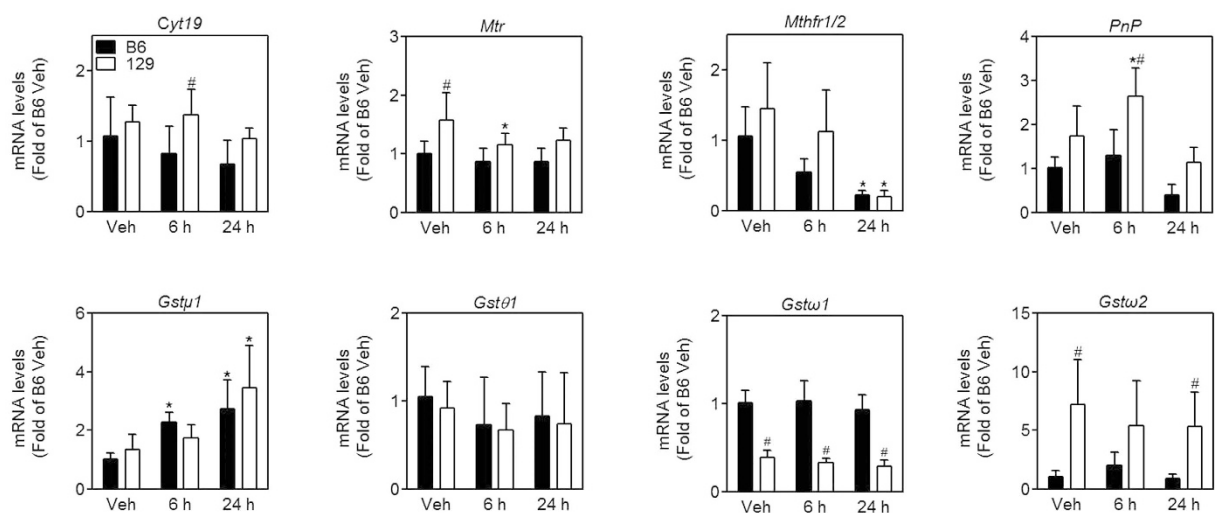 Cyt19
mRNA levels
(Fold of B6 Veh)
2
1
0
B6
129
#
Veh 6 h 24 h
Mtr
mRNA levels
(Fold of B6 Veh)
3
2
1
0
# *
Veh 6 h 24 h
Mthfr1/2
mRNA levels
(Fold of B6 Veh)
2
1
0
* *
Veh 6 h 24 h
PnP
mRNA levels
(Fold of B6 Veh)
4
3
2
1
0
*#
Veh 6 h 24 h
Gstμ1
mRNA levels
(Fold of B6 Veh)
6
4
2
0
* * *
Veh 6 h 24 h
Gstθ1
mRNA levels
(Fold of B6 Veh)
2
1
0
Veh 6 h 24 h
Gstω1
mRNA levels
(Fold of B6 Veh)
2
1
0
# # #
Veh 6 h 24 h
Gstω2
mRNA levels
(Fold of B6 Veh)
15
10
5
0
# #
Veh 6 h 24 h